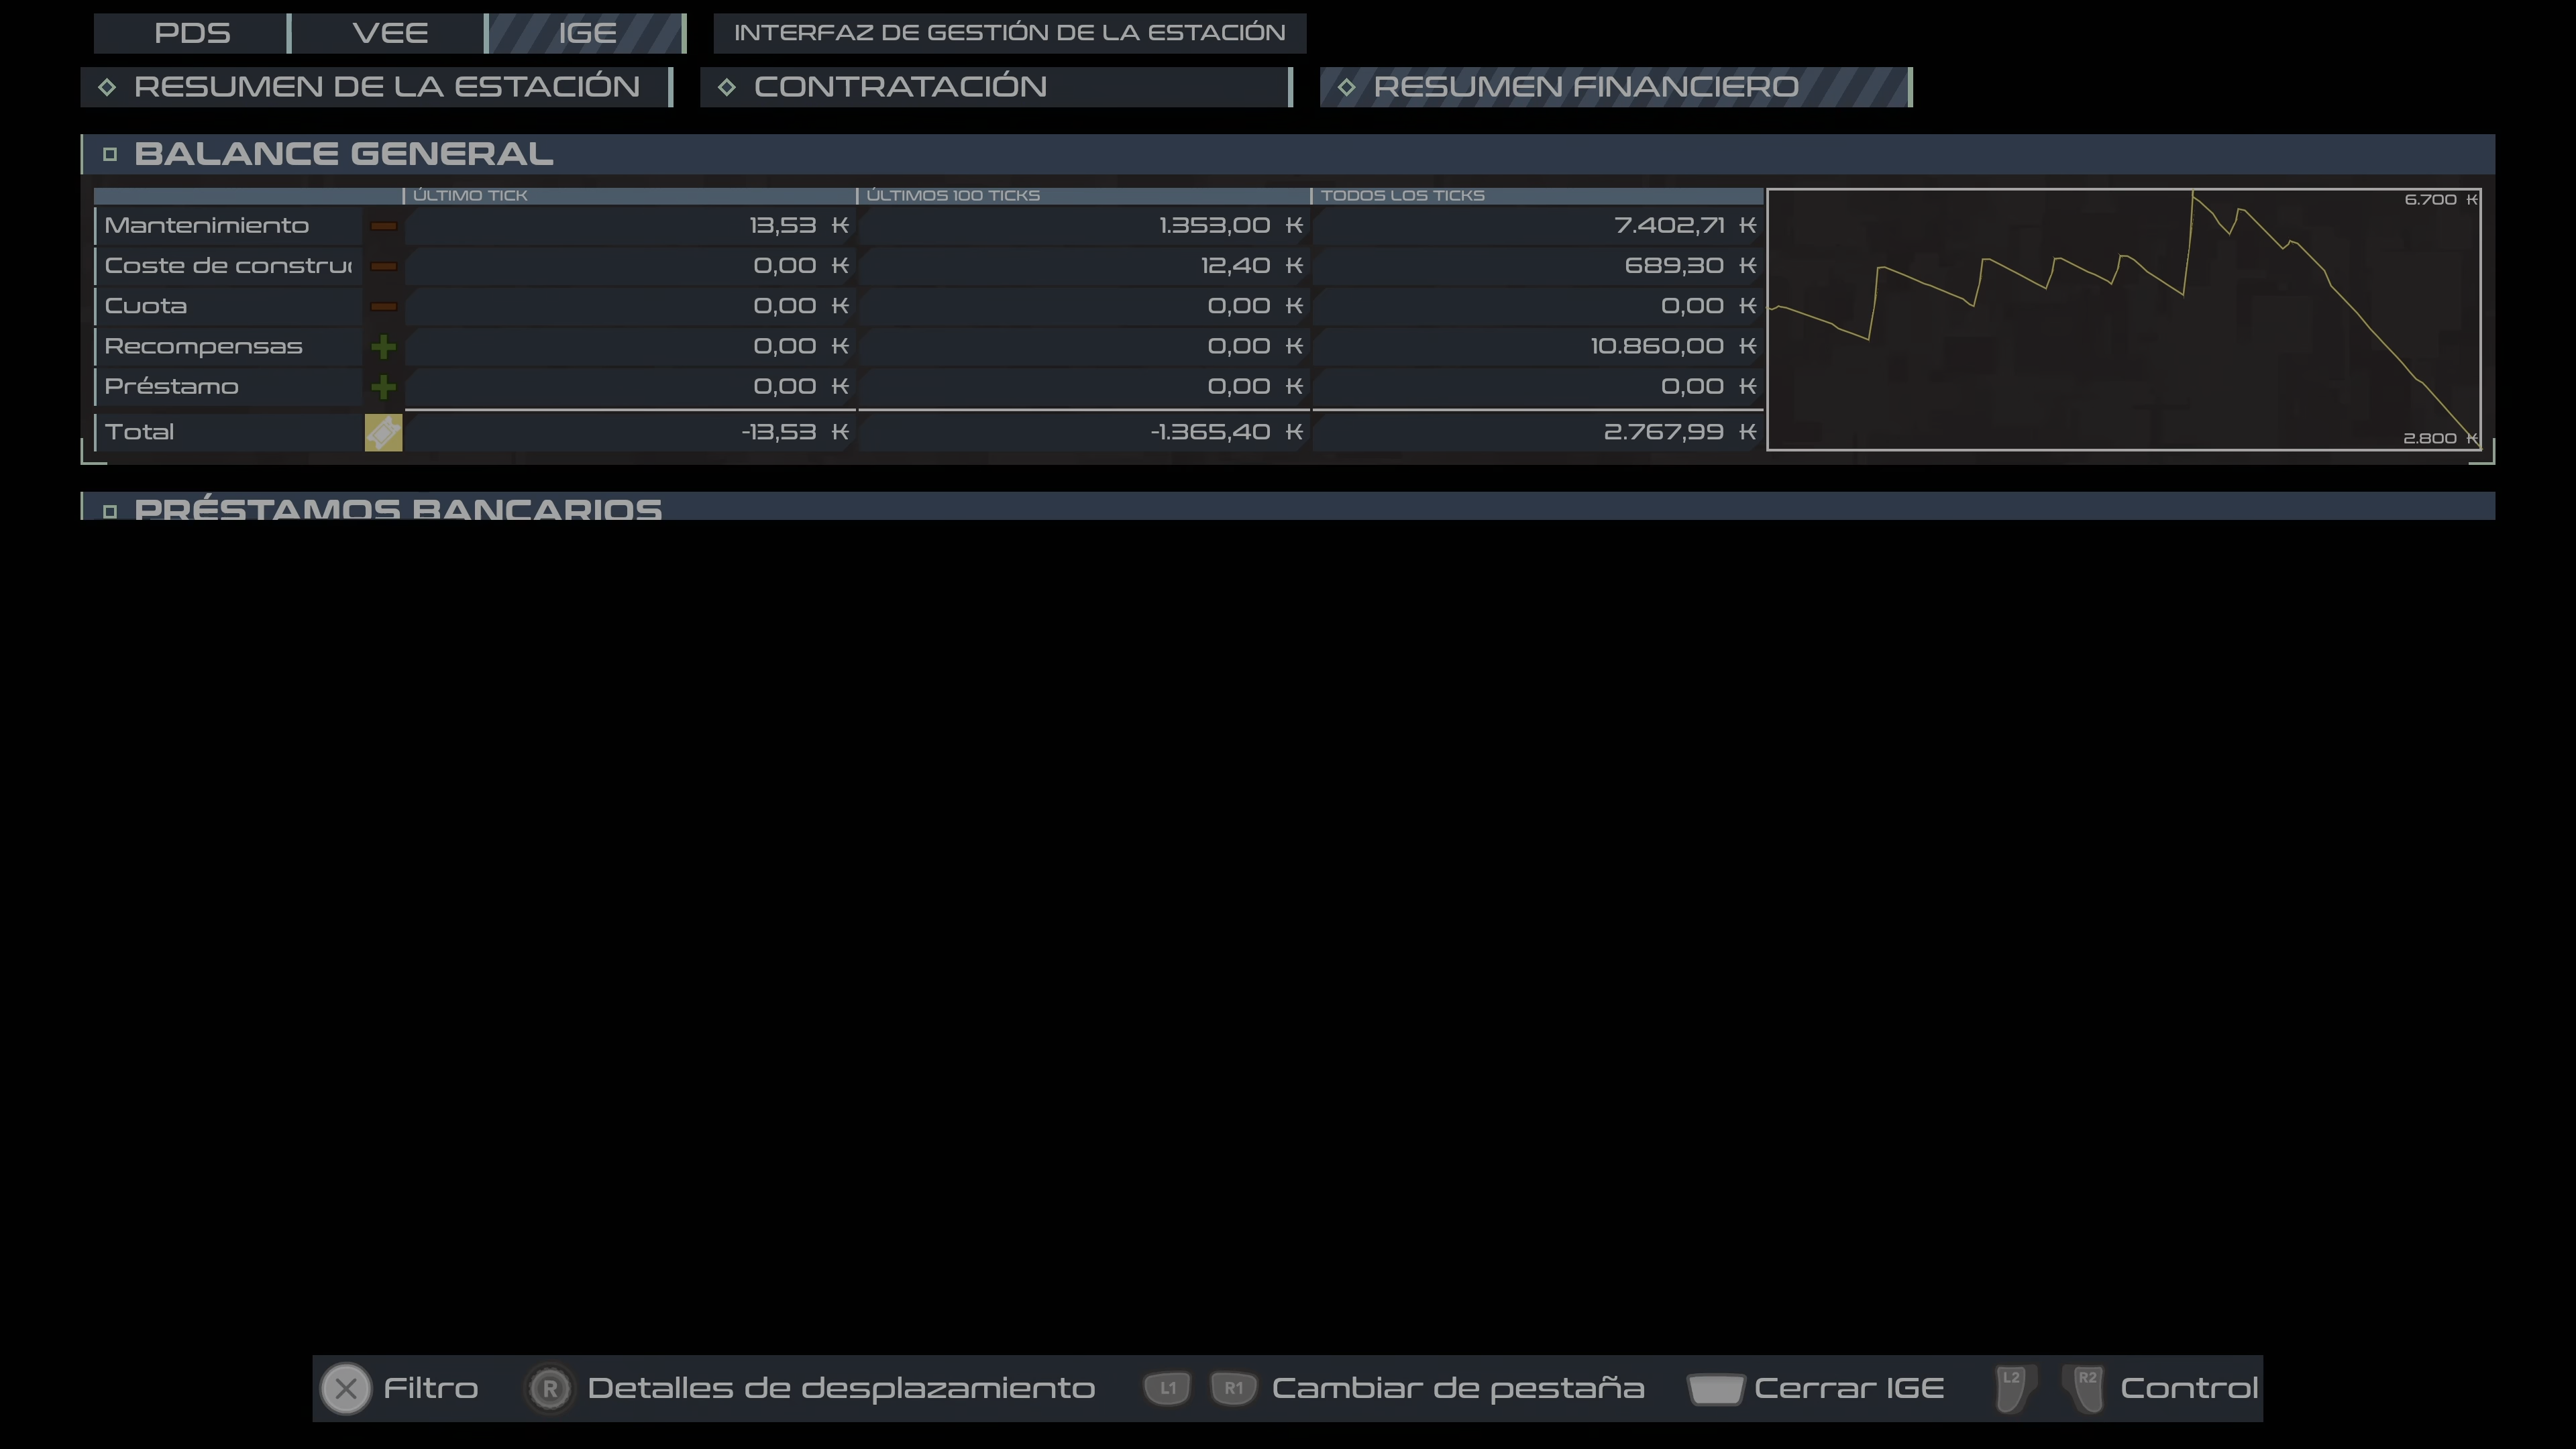 PDS VEE IGE INTERFAZ DE GESTIÓN DE LA ESTACIÓN
RESUMEN DE LA ESTACIÓN CONTRATACIÓN RESUMEN FINANCIERO
BALANCE GENERAL
ÚLTIMO TICK ÚLTIMOS 100 TICKS TODOS LOS TICKS
6.700 K
Mantenimiento 13,53 K 1.353,00 K 7.402,71 K
Coste de construc 0,00 K 12,40 K 689,30 K
Cuota 0,00 K 0,00 K 0,00 K
Recompensas 0,00 K 0,00 K 10.860,00 K
Préstamo 0,00 K 0,00 K 0,00 K
Total -13,53 K -1.365,40 K 2.767,99 K
2.800 K
PRÉSTAMOS BANCARIOS
Filtro R Detalles de desplazamiento L1 R1 Cambiar de pestaña Cerrar IGE L2 R2 Control